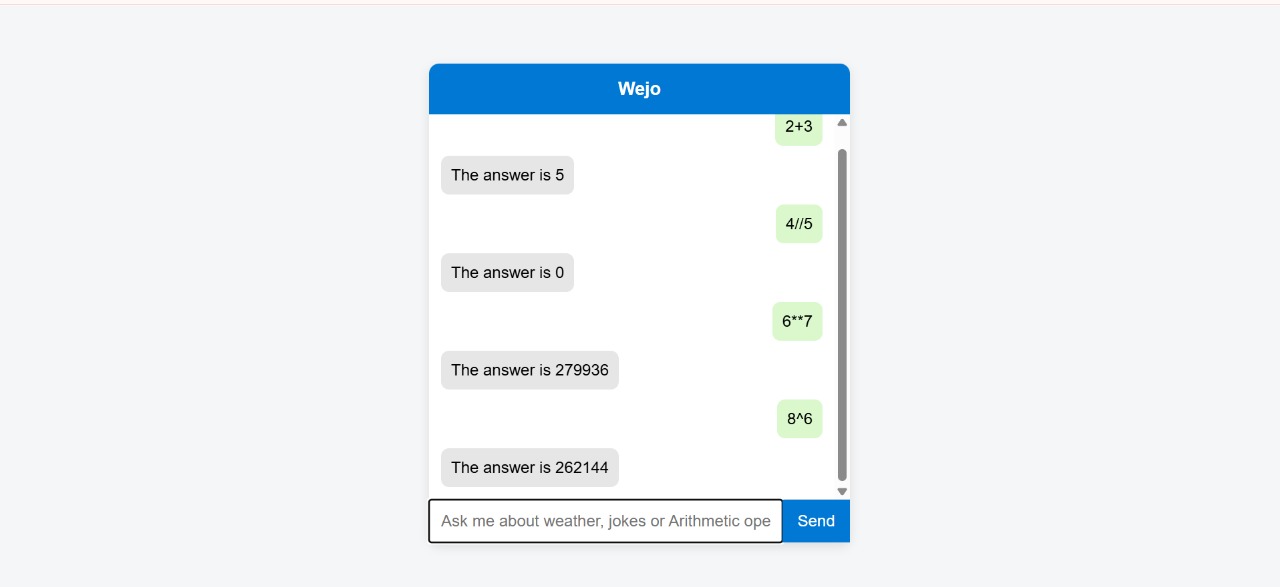 Wejo
2+3
The answer is 5
4//5
The answer is 0
6**7
The answer is 279936
8^6
The answer is 262144
Ask me about weather, jokes or Arithmetic ope
Send